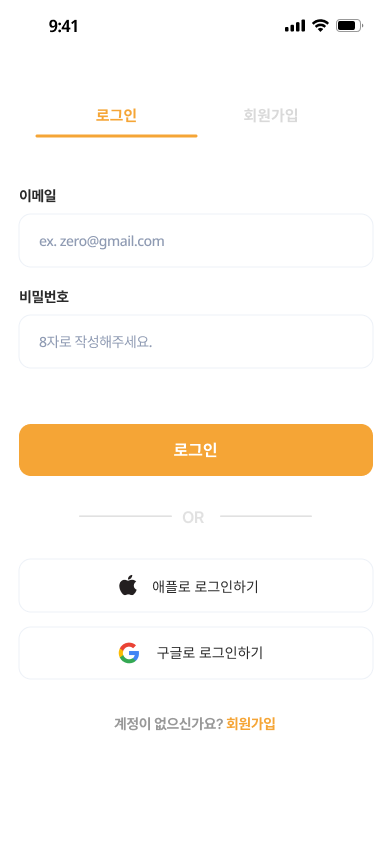 9:41
로그인 회원가입
이메일
ex. zero@gmail.com
비밀번호
8자로 작성해주세요.
로그인
OR
애플로 로그인하기
구글로 로그인하기
계정이 없으신가요? 회원가입